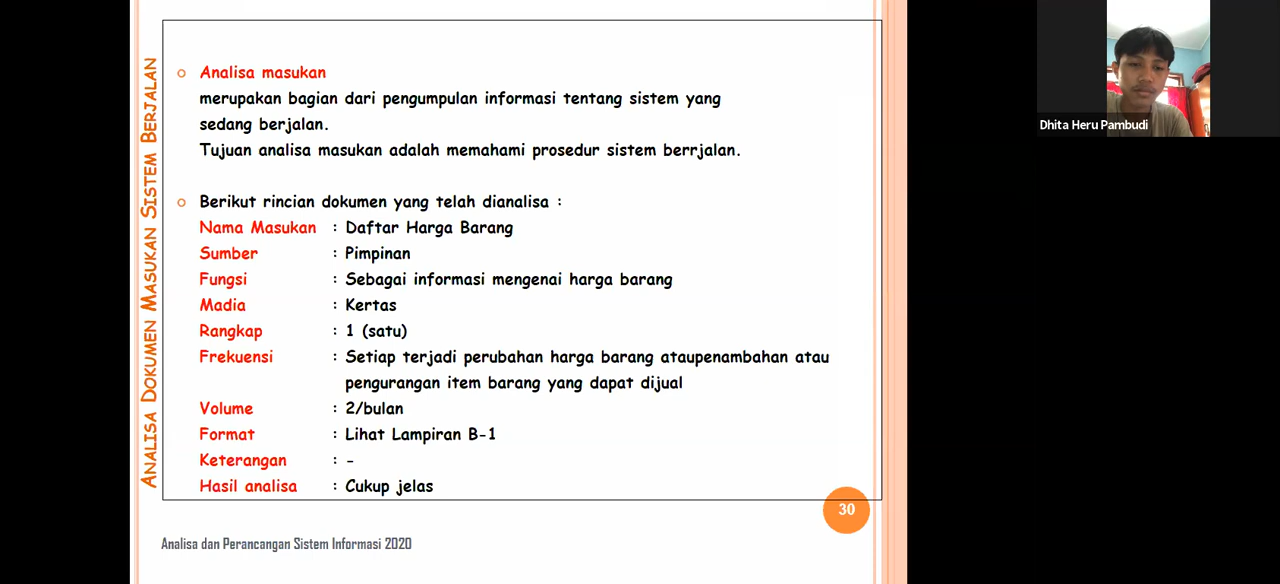 ANALISA DOKUMEN MASUKAN SISTEM BERJALAN
Analisa masukan
merupakan bagian dari pengumpulan informasi tentang sistem yang
sedang berjalan.
Tujuan analisa masukan adalah memahami prosedur sistem berrjalan.
Berikut rincian dokumen yang telah dianalisa :
Nama Masukan : Daftar Harga Barang
Sumber : Pimpinan
Fungsi : Sebagai informasi mengenai harga barang
Madia : Kertas
Rangkap : 1 (satu)
Frekuensi : Setiap terjadi perubahan harga barang ataupenambahan atau
pengurangan item barang yang dapat dijual
Volume : 2/bulan
Format : Lihat Lampiran B-1
Keterangan : -
Hasil analisa : Cukup jelas
30
Analisa dan Perancangan Sistem Informasi 2020
Dhita Heru Pambudi